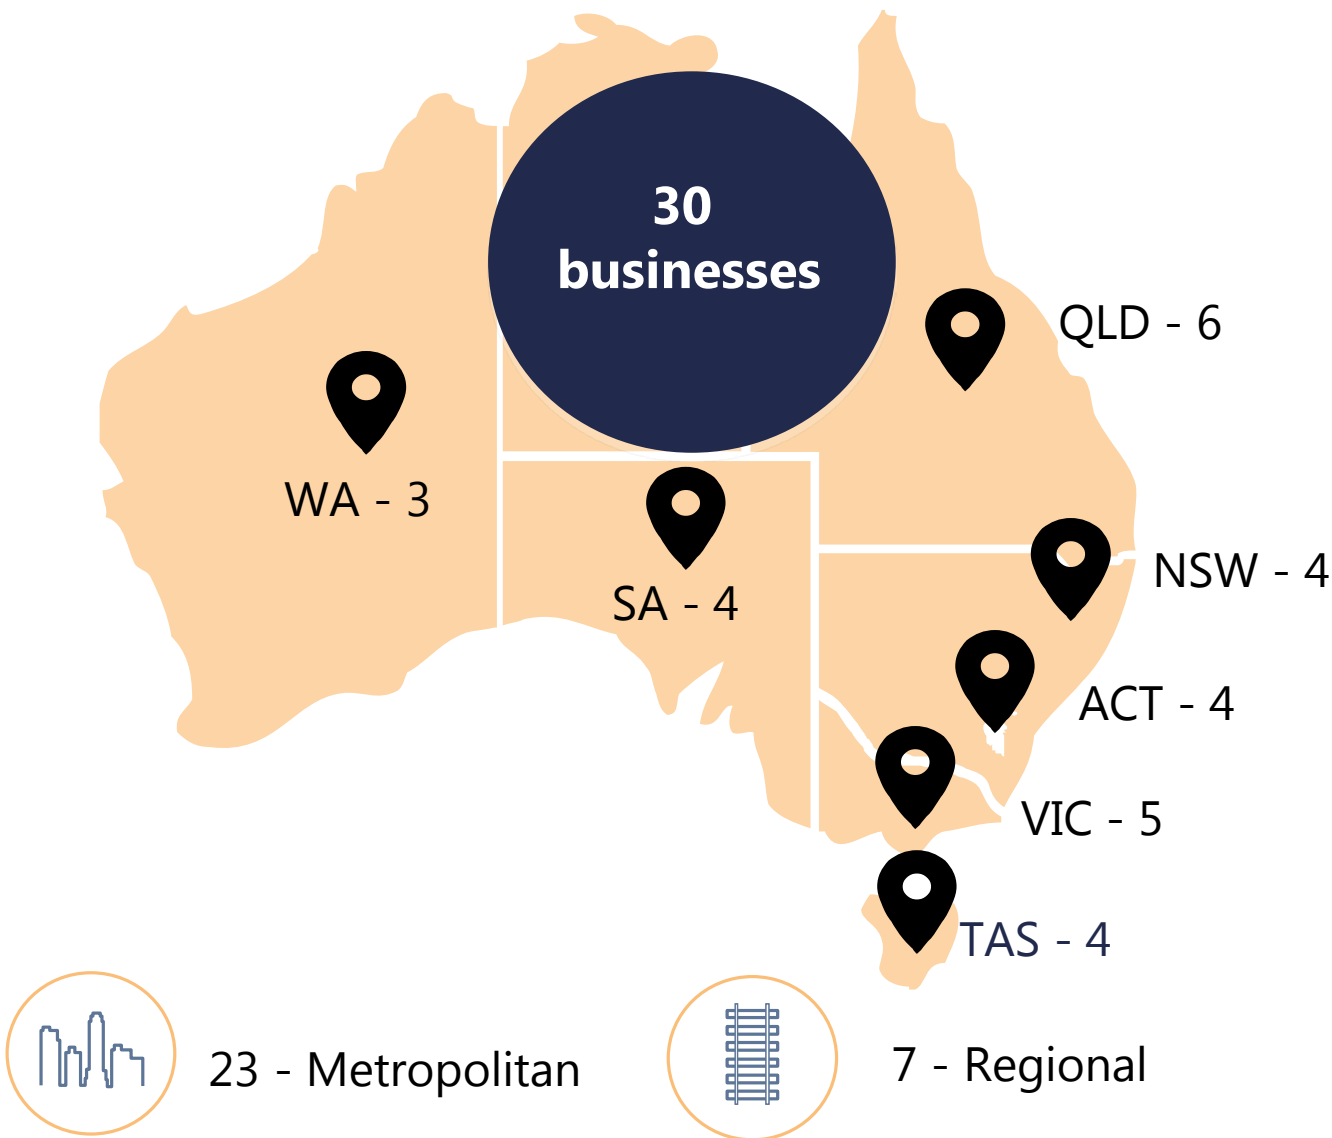 30
businesses
QLD - 6
WA - 3
NSW - 4
SA - 4
ACT - 4
VIC - 5
TAS - 4
23 - Metropolitan
7 - Regional